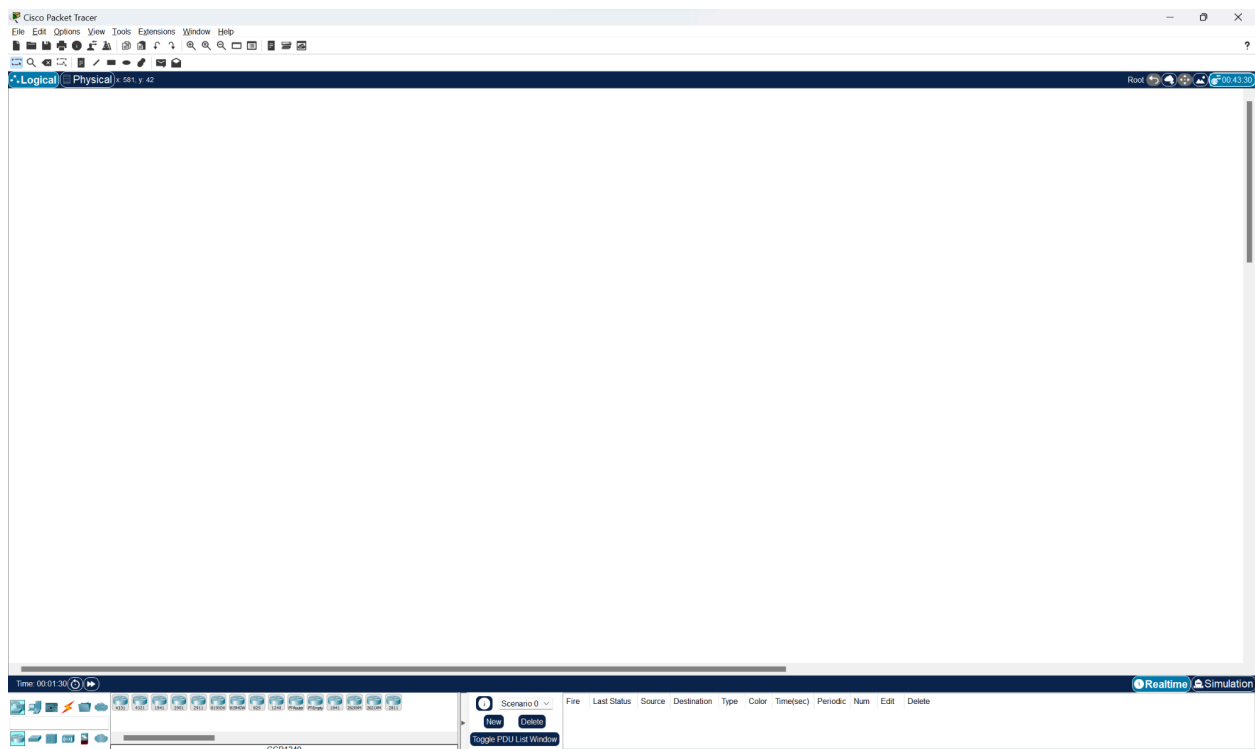 Cisco Packet Tracer
File Edit Options View Tools Extensions Window Help
?
Logical Physical x: 581, y: 42 Root 00:43:30
Time: 00:01:30 Realtime Simulation
4331 4321 1941 2901 2911 819HGW 829 1240 PT-Router PT-Empty 1841 2620XM 2621XM 2811
Scenario 0 Fire Last Status Source Destination Type Color Time(sec) Periodic Num Edit Delete
New Delete
Toggle PDU List Window